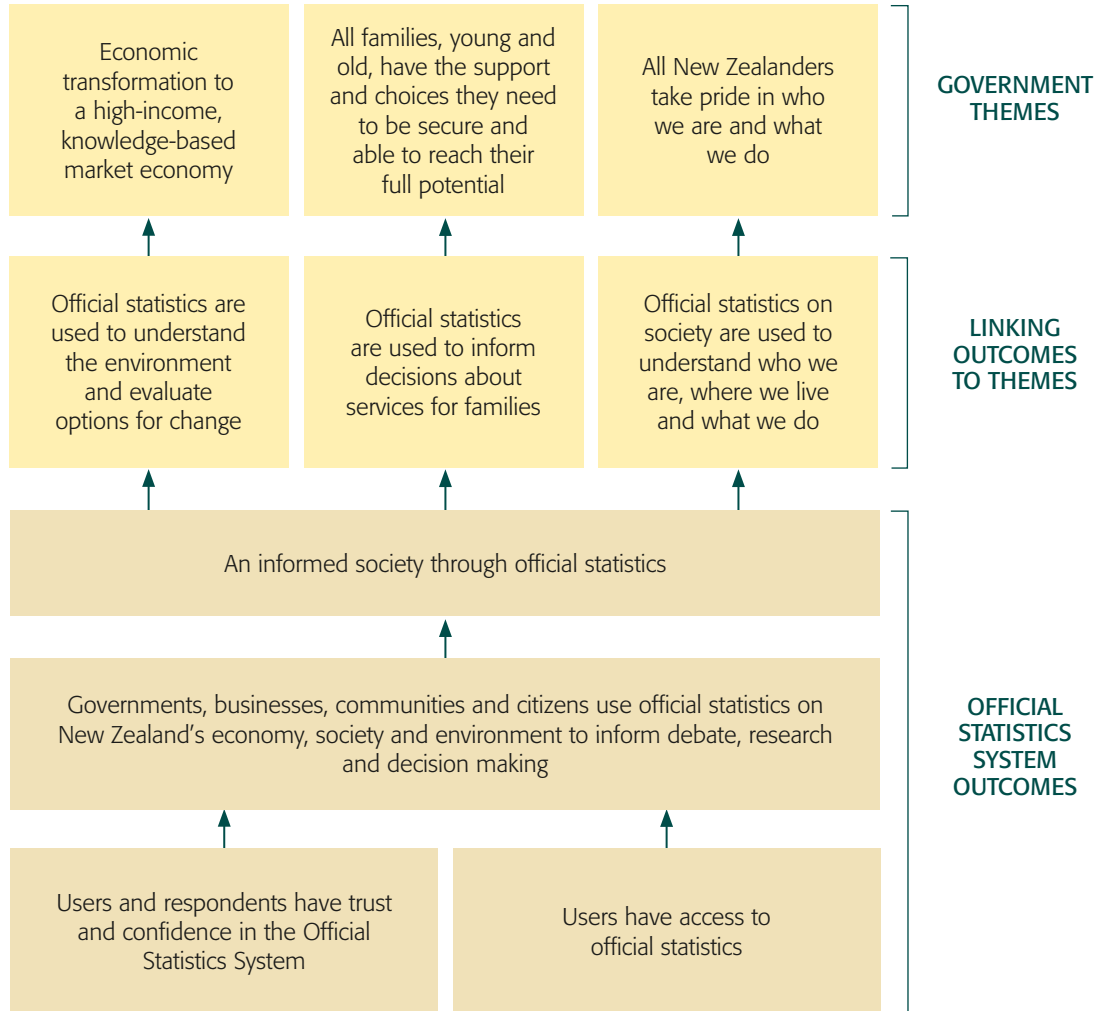 Economic
transformation to
a high-income,
knowledge-based
market economy
All families, young and
old, have the support
and choices they need
to be secure and
able to reach their
full potential
All New Zealanders
take pride in who
we are and what
we do
GOVERNMENT
THEMES
Official statistics are
used to understand
the environment
and evaluate
options for change
Official statistics
are used to inform
decisions about
services for families
Official statistics on
society are used to
understand who we
are, where we live
and what we do
LINKING
OUTCOMES
TO THEMES
An informed society through official statistics
Governments, businesses, communities and citizens use official statistics on
New Zealand's economy, society and environment to inform debate, research
and decision making
Users and respondents have trust
and confidence in the Official
Statistics System
Users have access to
official statistics
OFFICIAL
STATISTICS
SYSTEM
OUTCOMES